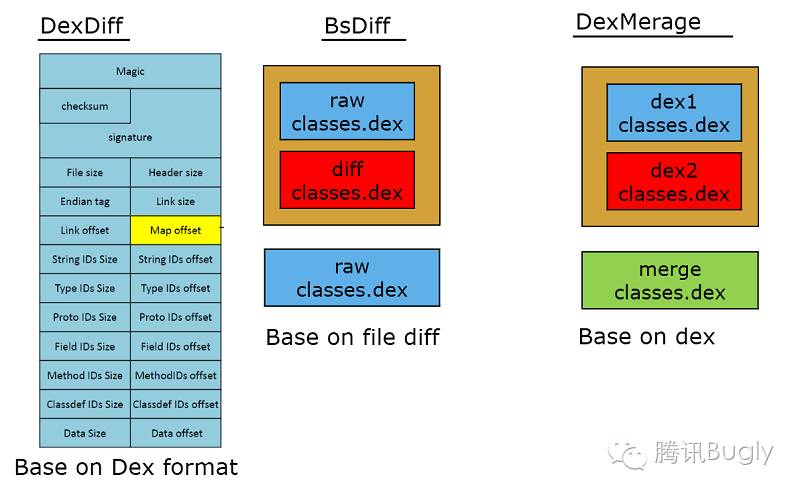 DexDiff
Magic
checksum
signature
File size Header size
Endian tag Link size
Link offset Map offset
String IDs Size String IDs offset
Type IDs Size Type IDs offset
Proto IDs Size Proto IDs offset
Field IDs Size Field IDs offset
Method IDs Size MethodIDs offset
Classdef IDs Size Classdef IDs offset
Data Size Data offset
Base on Dex format
BsDiff
raw
classes.dex
diff
classes.dex
raw
classes.dex
Base on file diff
DexMerage
dex1
classes.dex
dex2
classes.dex
merge
classes.dex
Base on dex
腾讯Bugly